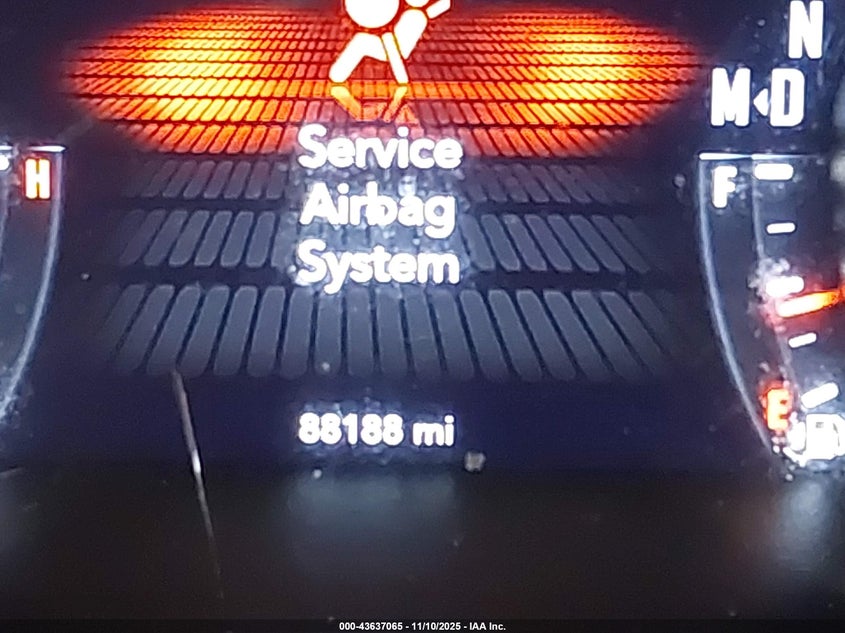 N
M◂D
H
F
Service
Airbag
System
E
88188 mi
000-43637065 - 11/10/2025 - IAA Inc.